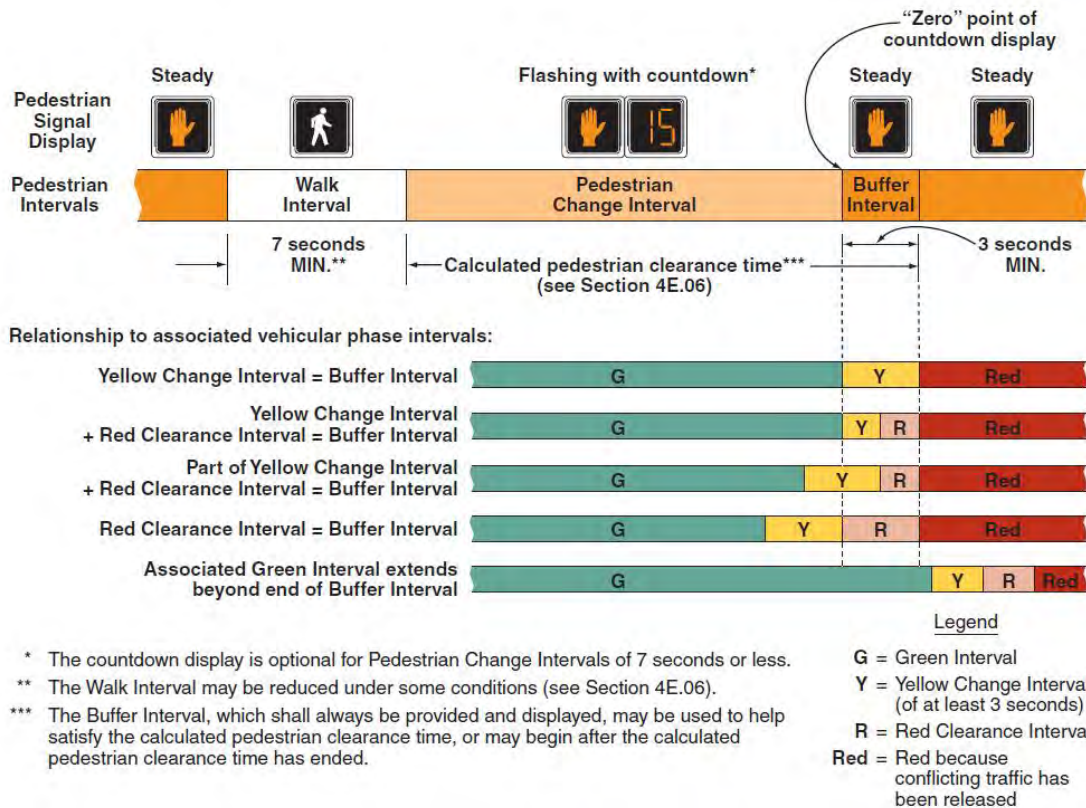 "Zero" point of
countdown display
Steady
Flashing with countdown*
Steady
Steady
Pedestrian
Signal
Display
15
Pedestrian
Intervals
Walk
Interval
Pedestrian
Change Interval
Buffer
Interval
7 seconds
MIN.**
Calculated pedestrian clearance time***
(see Section 4E.06)
3 seconds
MIN.
Relationship to associated vehicular phase intervals:
Yellow Change Interval = Buffer Interval
G Y Red
Yellow Change Interval
+ Red Clearance Interval = Buffer Interval
G Y R Red
Part of Yellow Change Interval
+ Red Clearance Interval = Buffer Interval
G Y R Red
Red Clearance Interval = Buffer Interval
G Y R Red
Associated Green Interval extends
beyond end of Buffer Interval
G Y R Red
* The countdown display is optional for Pedestrian Change Intervals of 7 seconds or less.
** The Walk Interval may be reduced under some conditions (see Section 4E.06).
*** The Buffer Interval, which shall always be provided and displayed, may be used to help
satisfy the calculated pedestrian clearance time, or may begin after the calculated
pedestrian clearance time has ended.
Legend
G = Green Interval
Y = Yellow Change Interva
(of at least 3 seconds)
R = Red Clearance Interva
Red = Red because
conflicting traffic has
been released